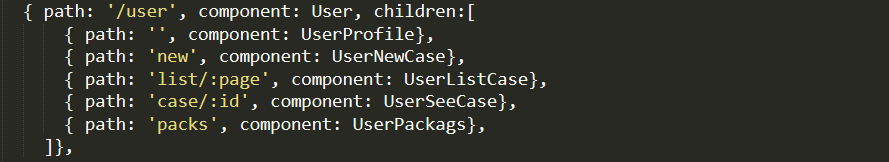 { path: '/user', component: User, children:[
{ path: '', component: UserProfile},
{ path: 'new', component: UserNewCase},
{ path: 'list/:page', component: UserListCase},
{ path: 'case/:id', component: UserSeeCase},
{ path: 'packs', component: UserPackags},
]},